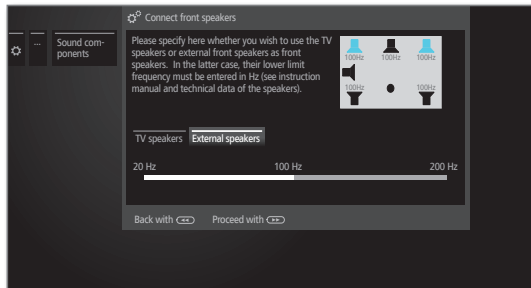 Connect front speakers
... Sound com-
ponents
Please specify here whether you wish to use the TV
speakers or external front speakers as front
speakers. In the latter case, their lower limit
frequency must be entered in Hz (see instruction
manual and technical data of the speakers).
100Hz 100Hz 100Hz
100Hz 100Hz
TV speakers External speakers
20 Hz 100 Hz 200 Hz
Back with Proceed with